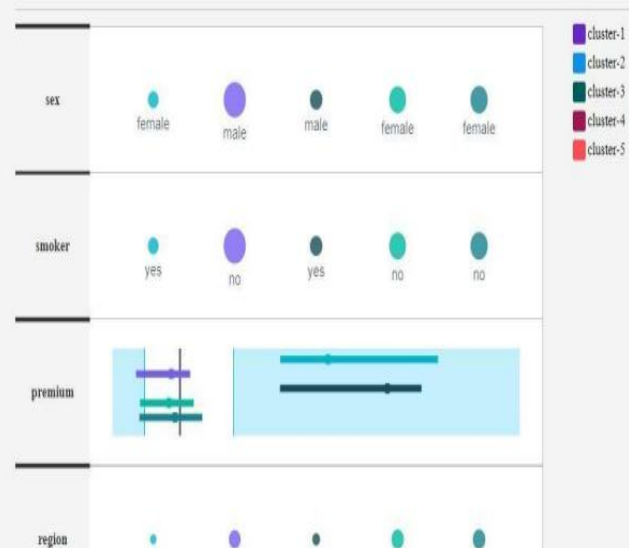 cluster-1
cluster-2
cluster-3
cluster-4
cluster-5
sex
female male male female female
smoker
yes no yes no no
premium
region